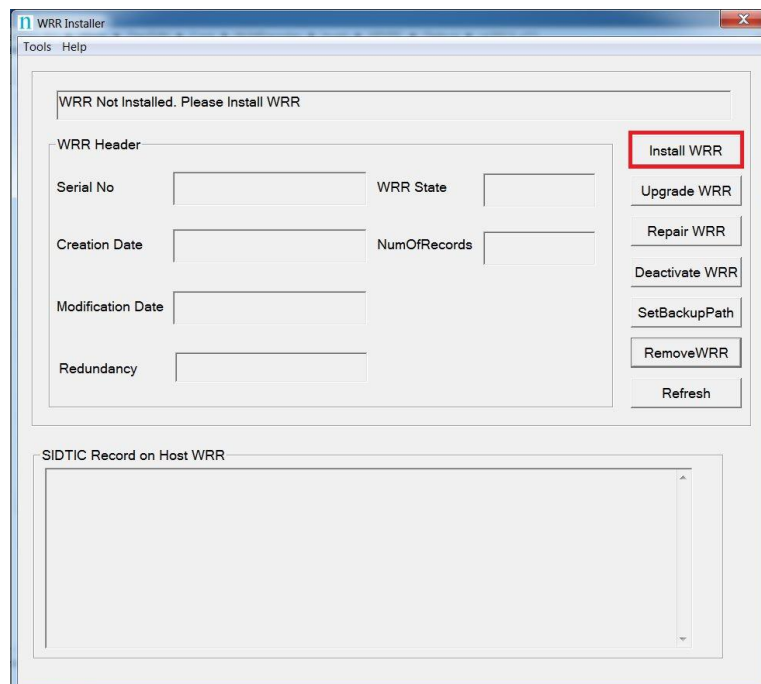 n WRR Installer
Tools Help
WRR Not Installed. Please Install WRR
WRR Header
Serial No
WRR State
Creation Date
NumOfRecords
Modification Date
Redundancy
Install WRR
Upgrade WRR
Repair WRR
Deactivate WRR
SetBackupPath
RemoveWRR
Refresh
SIDTIC Record on Host WRR